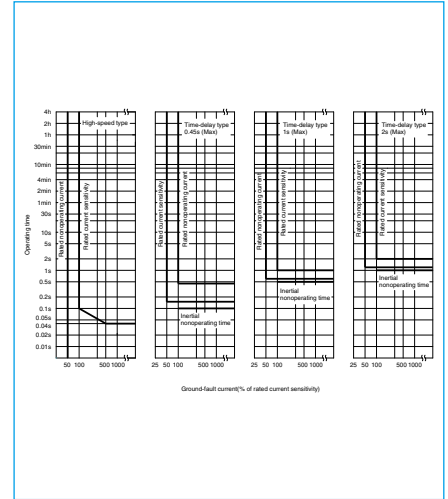 High-speed type
Time-delay type
0.45s (Max)
Time-delay type
1s (Max)
Time-delay type
2s (Max)
4h
2h
1h
30min
10min
4min
2min
1min
30s
10s
5s
2s
1s
0.5s
0.2s
0.1s
0.05s
0.04s
0.02s
0.01s
Operating time
Rated nonoperating current
Rated current sensitivity
Rated nonoperating current
Rated current sensitivity
Rated nonoperating current
Rated current sensitivity
Rated nonoperating current
Rated current sensitivity
Inertial
nonoperating time
Inertial
nonoperating time
Inertial
nonoperating time
50 100 500 1000
25 50 100 500 1000
25 50 100 500 1000
25 50 100 500 1000
Ground-fault current(% of rated current sensitivity)